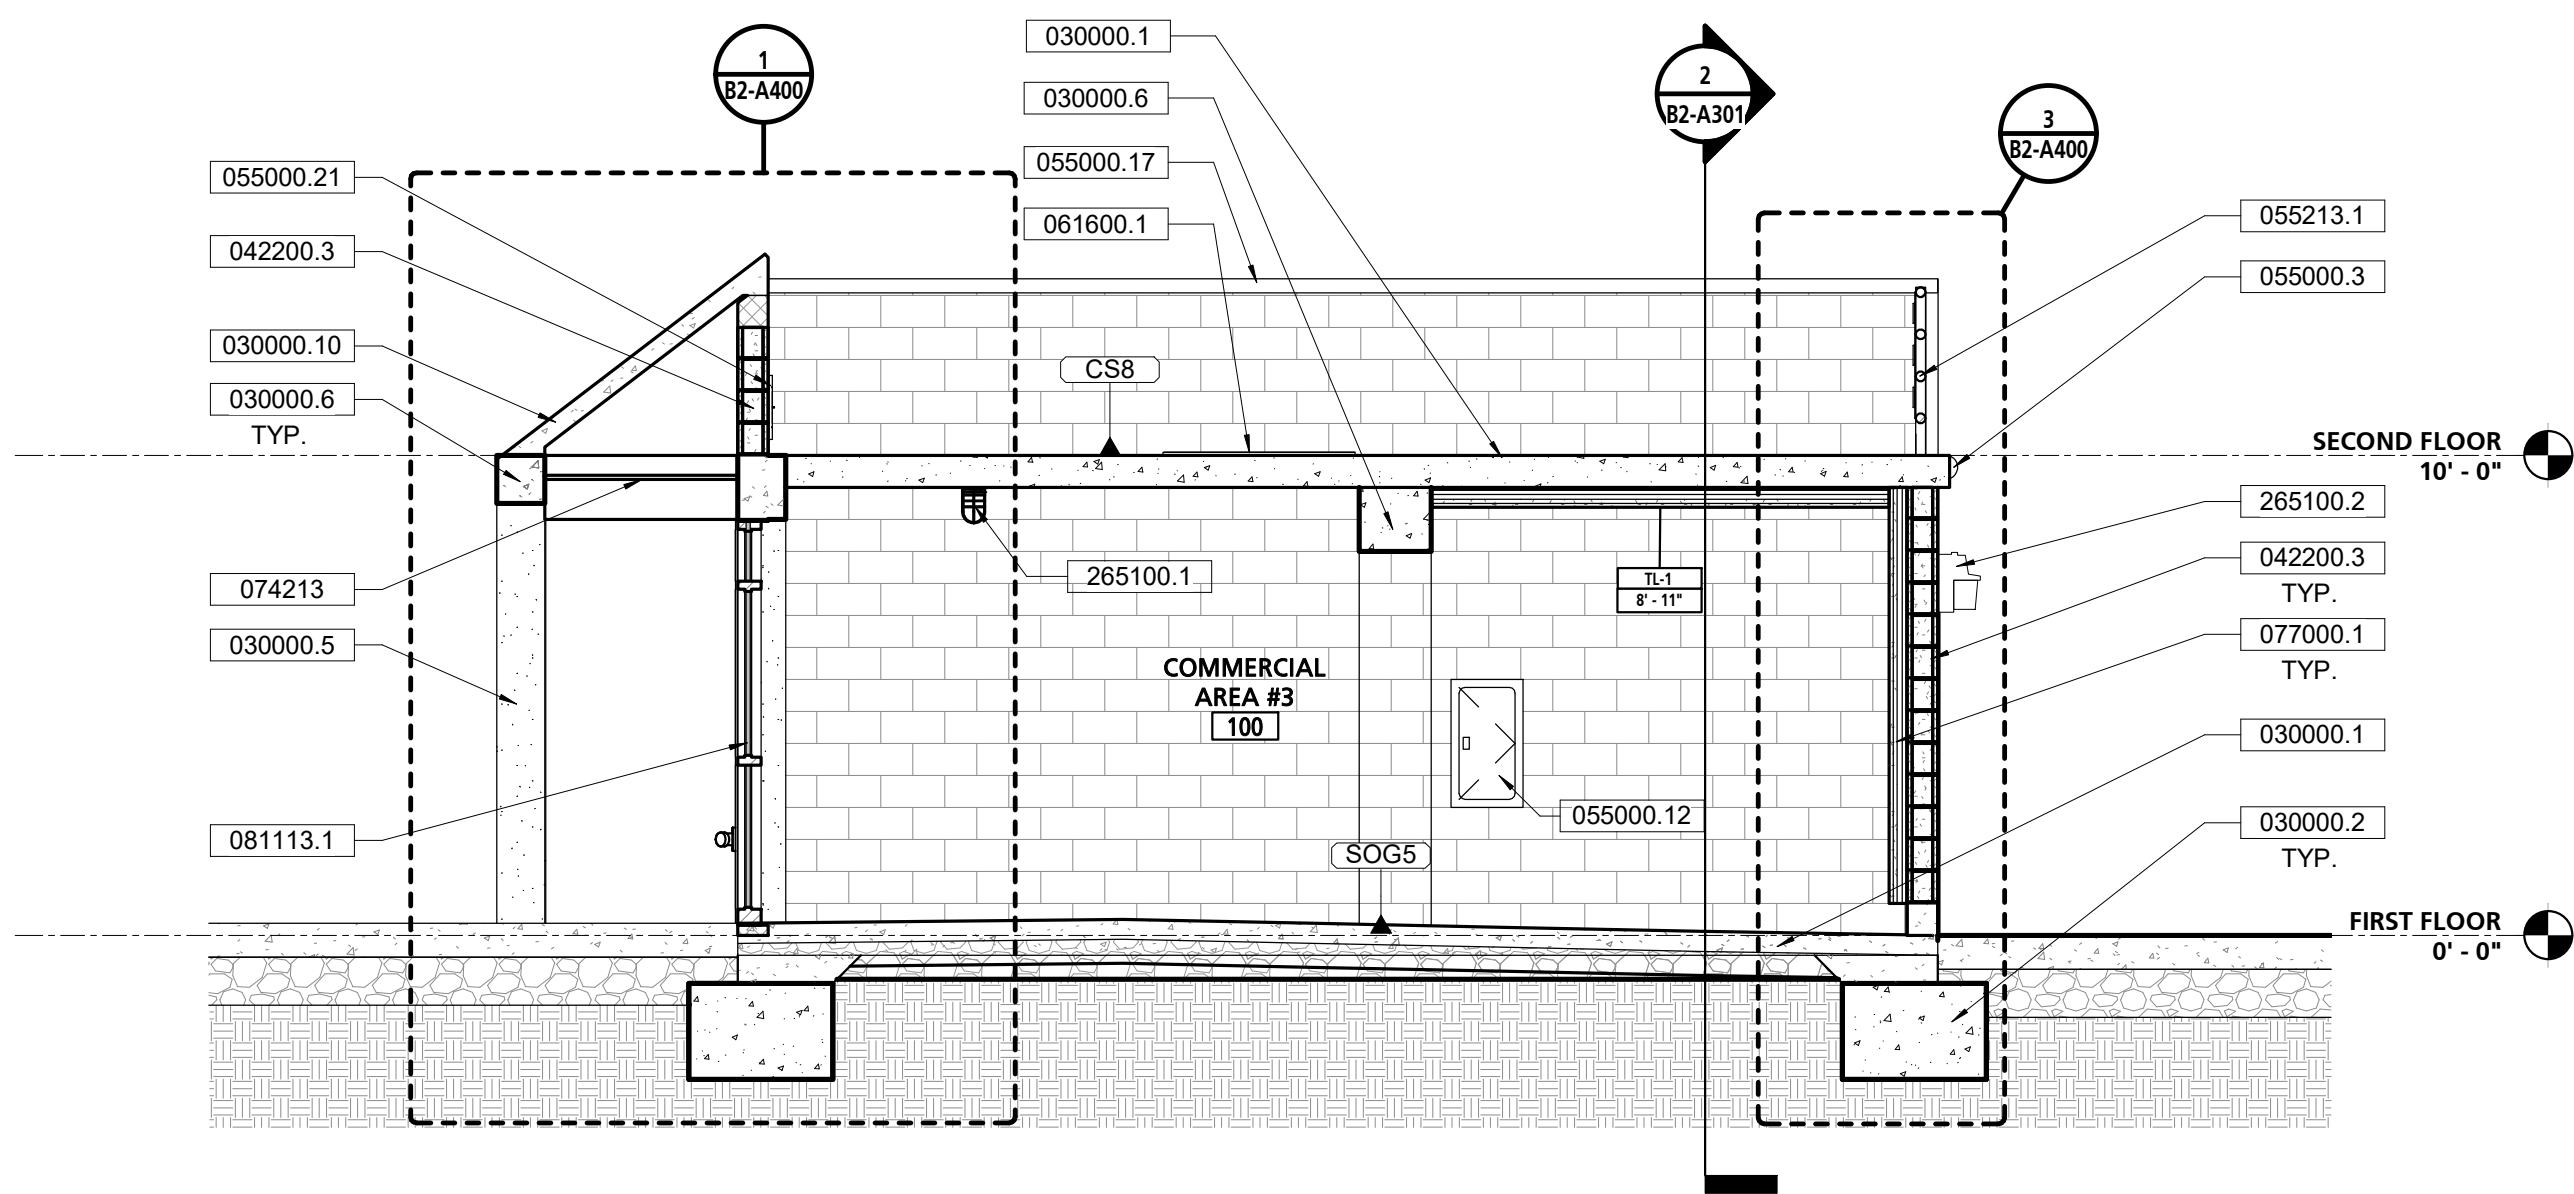 1
B2-A400
030000.1
030000.6
055000.17
061600.1
2
B2-A301
3
B2-A400
055000.21
042200.3
030000.10
030000.6
TYP.
074213
030000.5
081113.1
CS8
265100.1
TL-1
8' - 11"
COMMERCIAL
AREA #3
100
055000.12
SOG5
055213.1
055000.3
SECOND FLOOR
10' - 0"
265100.2
042200.3
TYP.
077000.1
TYP.
030000.1
030000.2
TYP.
FIRST FLOOR
0' - 0"